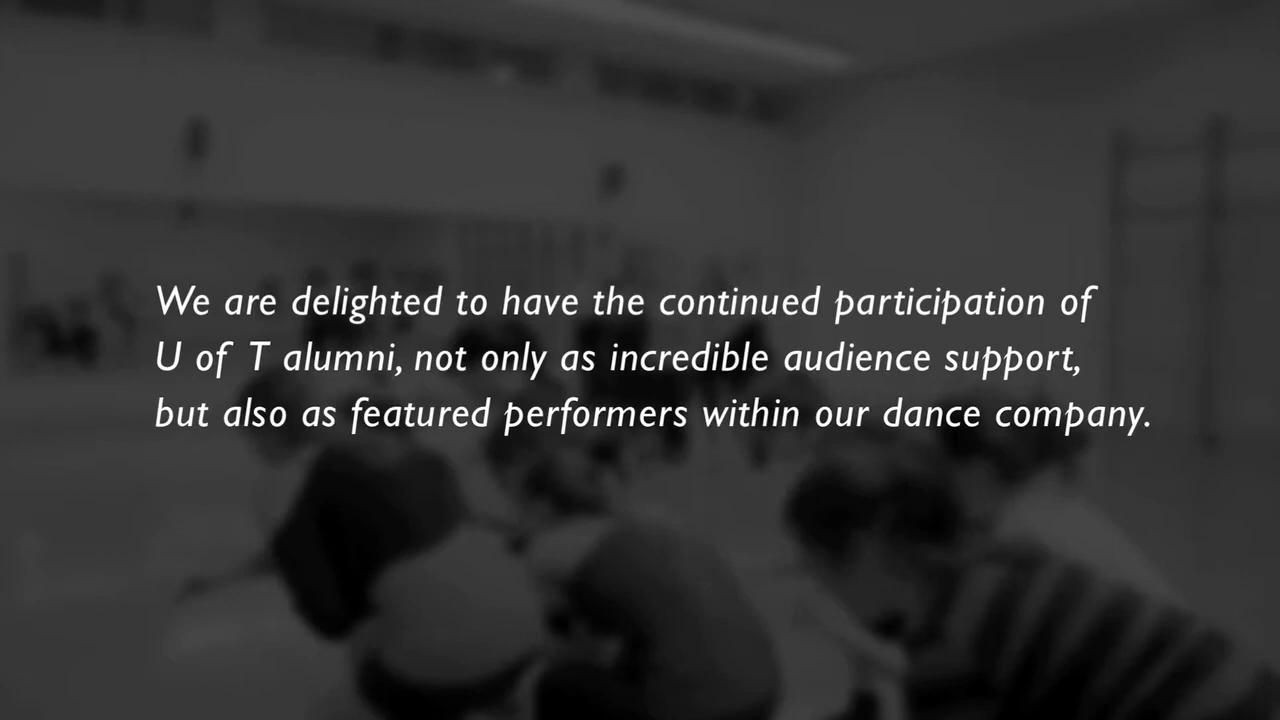 We are delighted to have the continued participation of
U of T alumni, not only as incredible audience support,
but also as featured performers within our dance company.